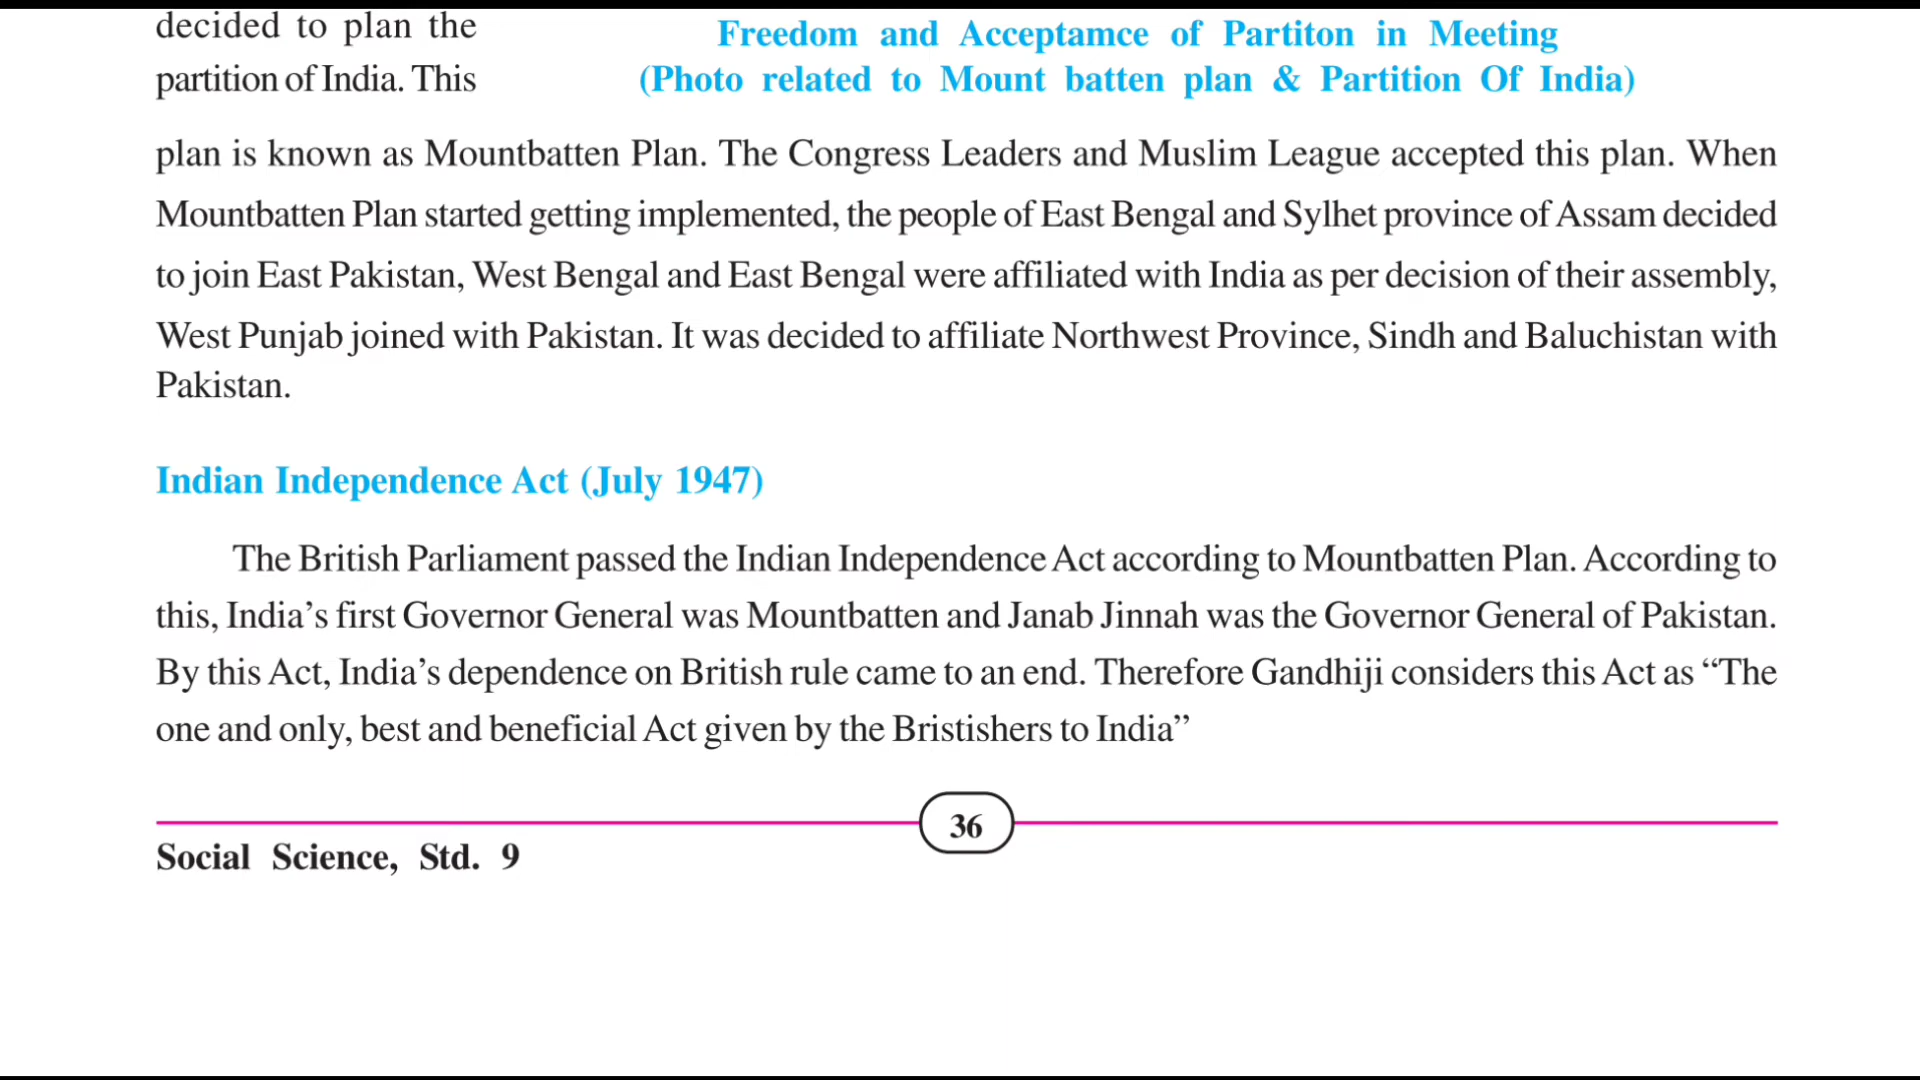 decided to plan the
partition of India. This
Freedom and Acceptamce of Partiton in Meeting
(Photo related to Mount batten plan & Partition Of India)
plan is known as Mountbatten Plan. The Congress Leaders and Muslim League accepted this plan. When
Mountbatten Plan started getting implemented, the people of East Bengal and Sylhet province of Assam decided
to join East Pakistan, West Bengal and East Bengal were affiliated with India as per decision of their assembly,
West Punjab joined with Pakistan. It was decided to affiliate Northwest Province, Sindh and Baluchistan with
Pakistan.
Indian Independence Act (July 1947)
The British Parliament passed the Indian Independence Act according to Mountbatten Plan. According to
this, India’s first Governor General was Mountbatten and Janab Jinnah was the Governor General of Pakistan.
By this Act, India’s dependence on British rule came to an end. Therefore Gandhiji considers this Act as “The
one and only, best and beneficial Act given by the Bristishers to India”
36
Social Science, Std. 9